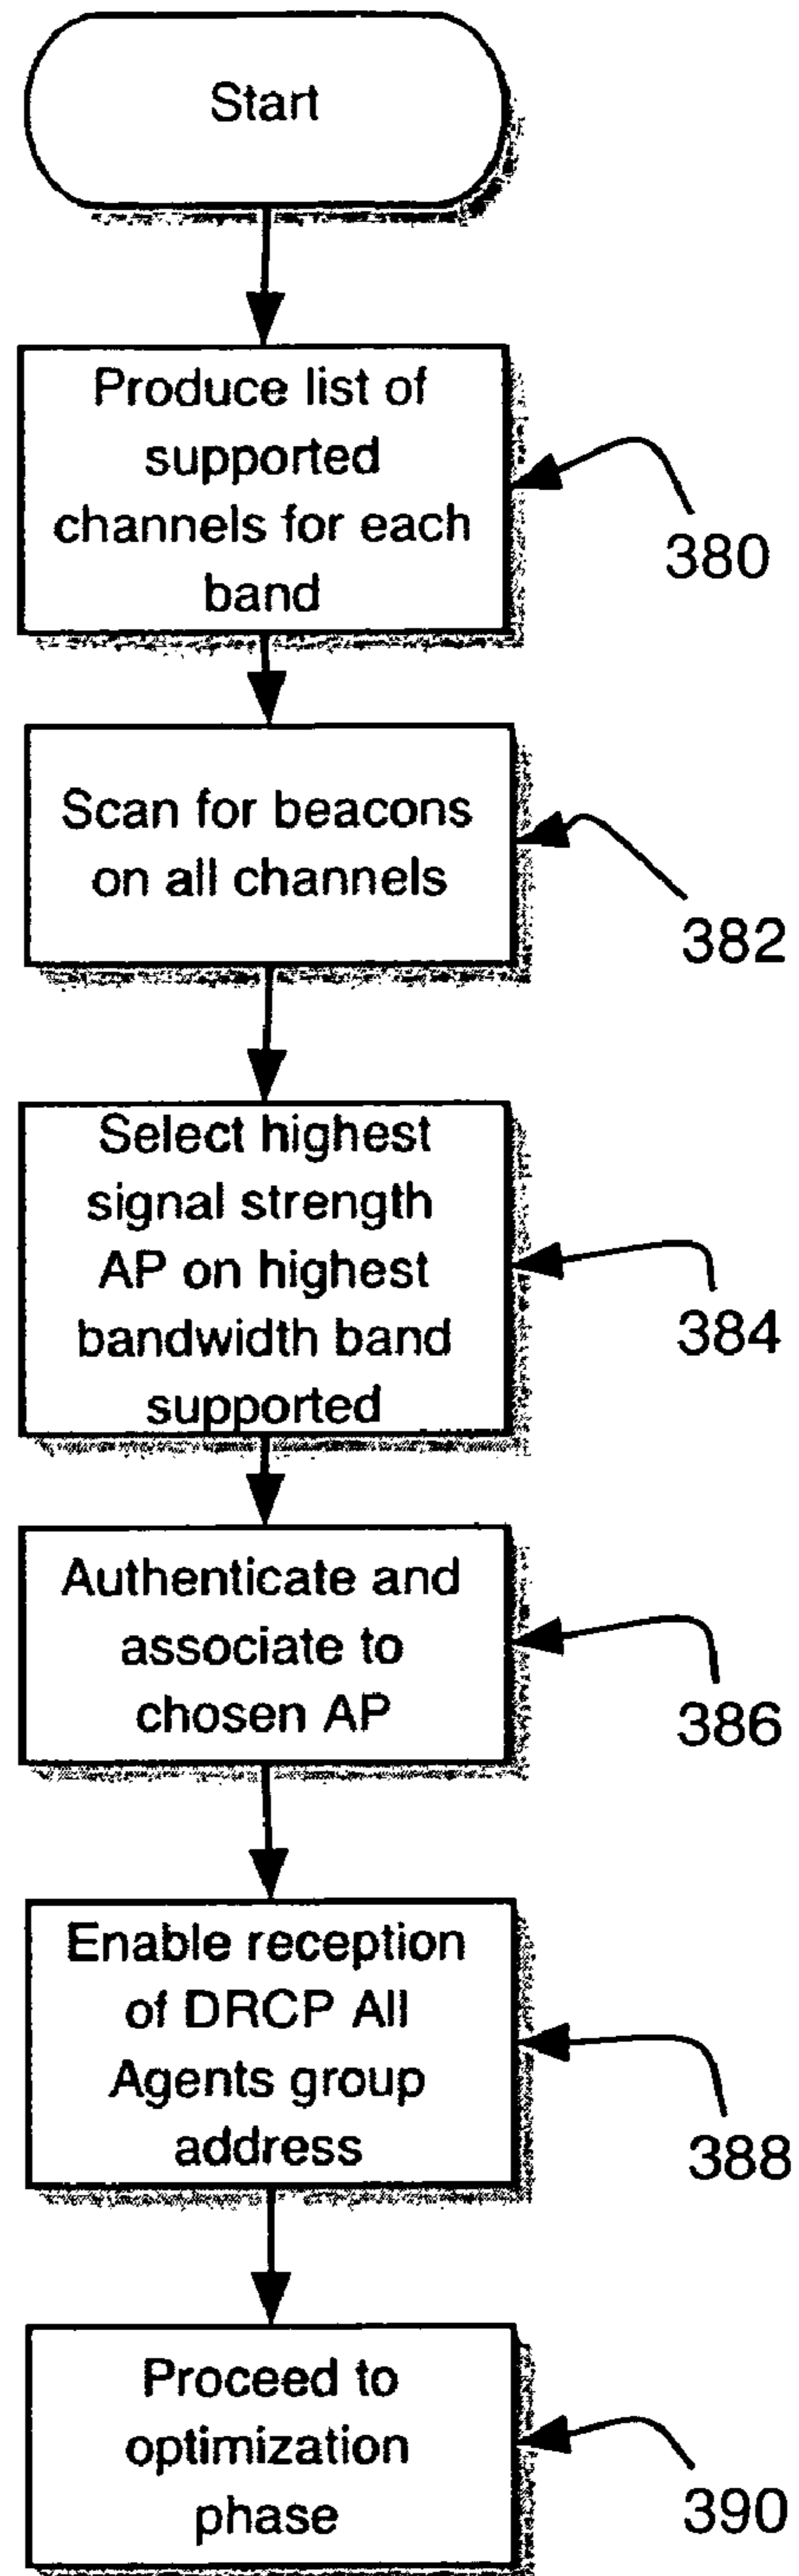 Start
Produce list of
supported
channels for each
band
380
Scan for beacons
on all channels
382
Select highest
signal strength
AP on highest
bandwidth band
supported
384
Authenticate and
associate to
chosen AP
386
Enable reception
of DRCP All
Agents group
address
388
Proceed to
optimization
phase
390